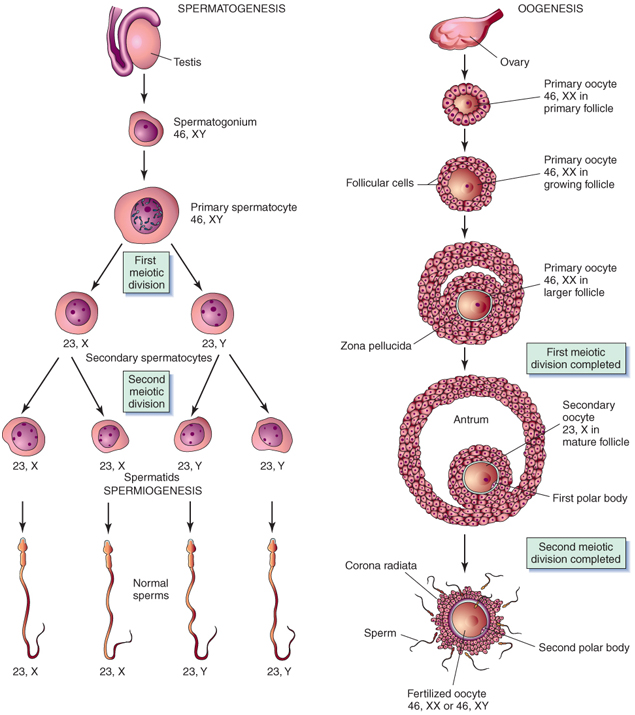 SPERMATOGENESIS
Testis
Spermatogonium
46, XY
Primary spermatocyte
46, XY
First
meiotic
division
23, X
23, Y
Secondary spermatocytes
Second
meiotic
division
23, X
23, X
23, Y
23, Y
Spermatids
SPERMIOGENESIS
Normal
sperms
23, X
23, X
23, Y
23, Y
OOGENESIS
Ovary
Primary oocyte
46, XX in
primary follicle
Follicular cells
Primary oocyte
46, XX in
growing follicle
Primary oocyte
46, XX in
larger follicle
Zona pellucida
First meiotic
division completed
Antrum
Secondary
oocyte
23, X in
mature follicle
First polar body
Second meiotic
division completed
Corona radiata
Sperm
Second polar body
Fertilized oocyte
46, XX or 46, XY